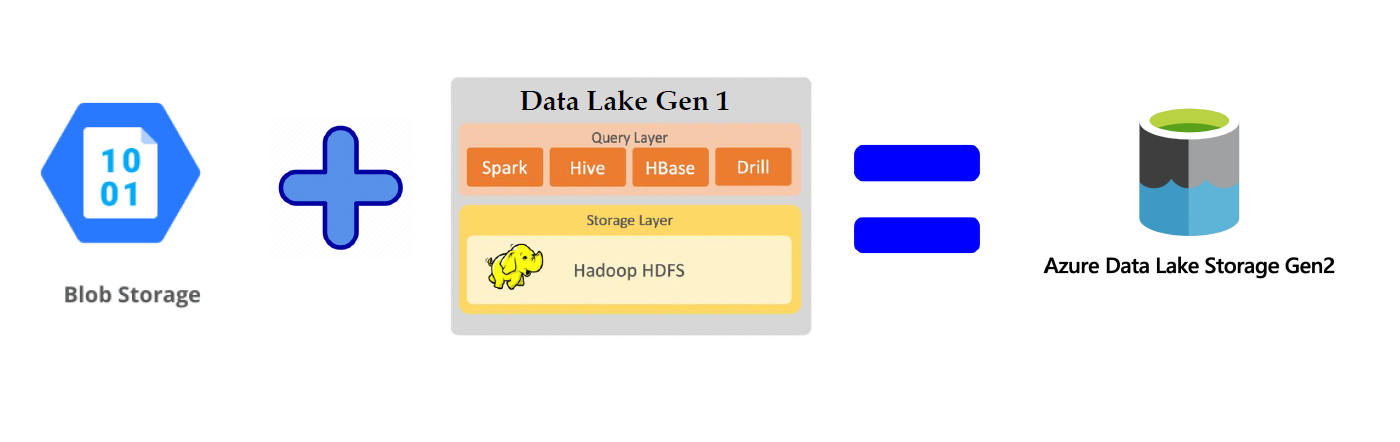 10
01
Blob Storage
Data Lake Gen 1
Query Layer
Spark
Hive
HBase
Drill
Storage Layer
Hadoop HDFS
Azure Data Lake Storage Gen2